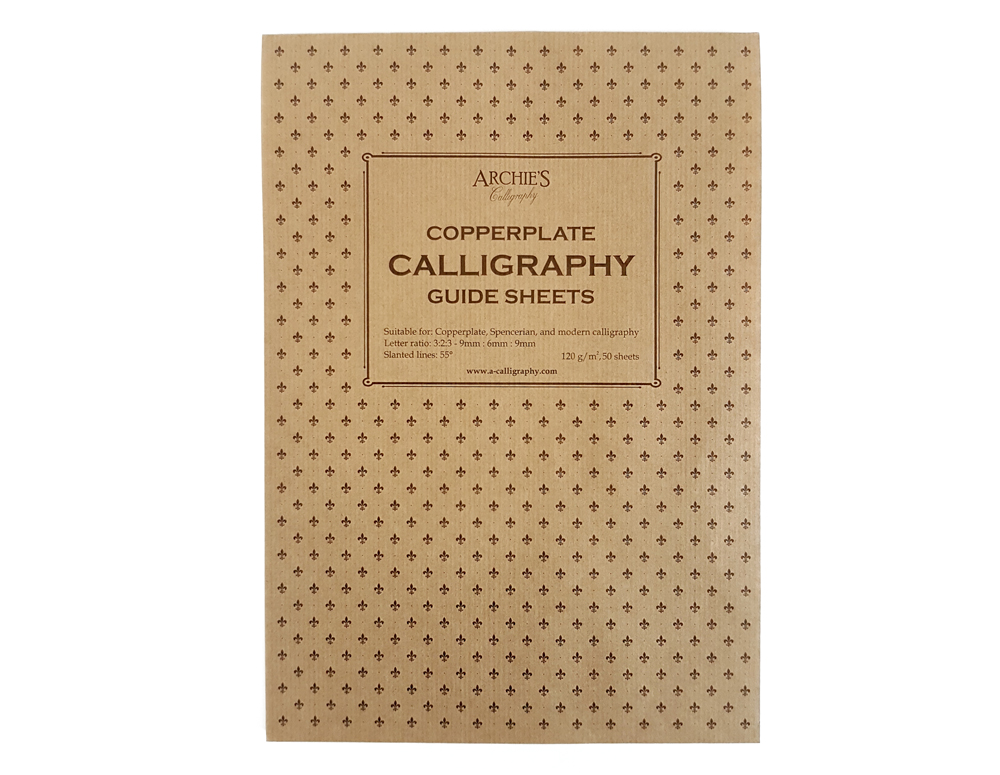 ARCHIE'S
Calligraphy
COPPERPLATE
CALLIGRAPHY
GUIDE SHEETS
Suitable for: Copperplate, Spencerian, and modern calligraphy
Letter ratio: 3:2:3 - 9mm : 6mm : 9mm
Slanted lines: 55° 120 g/m², 50 sheets
www.a-calligraphy.com